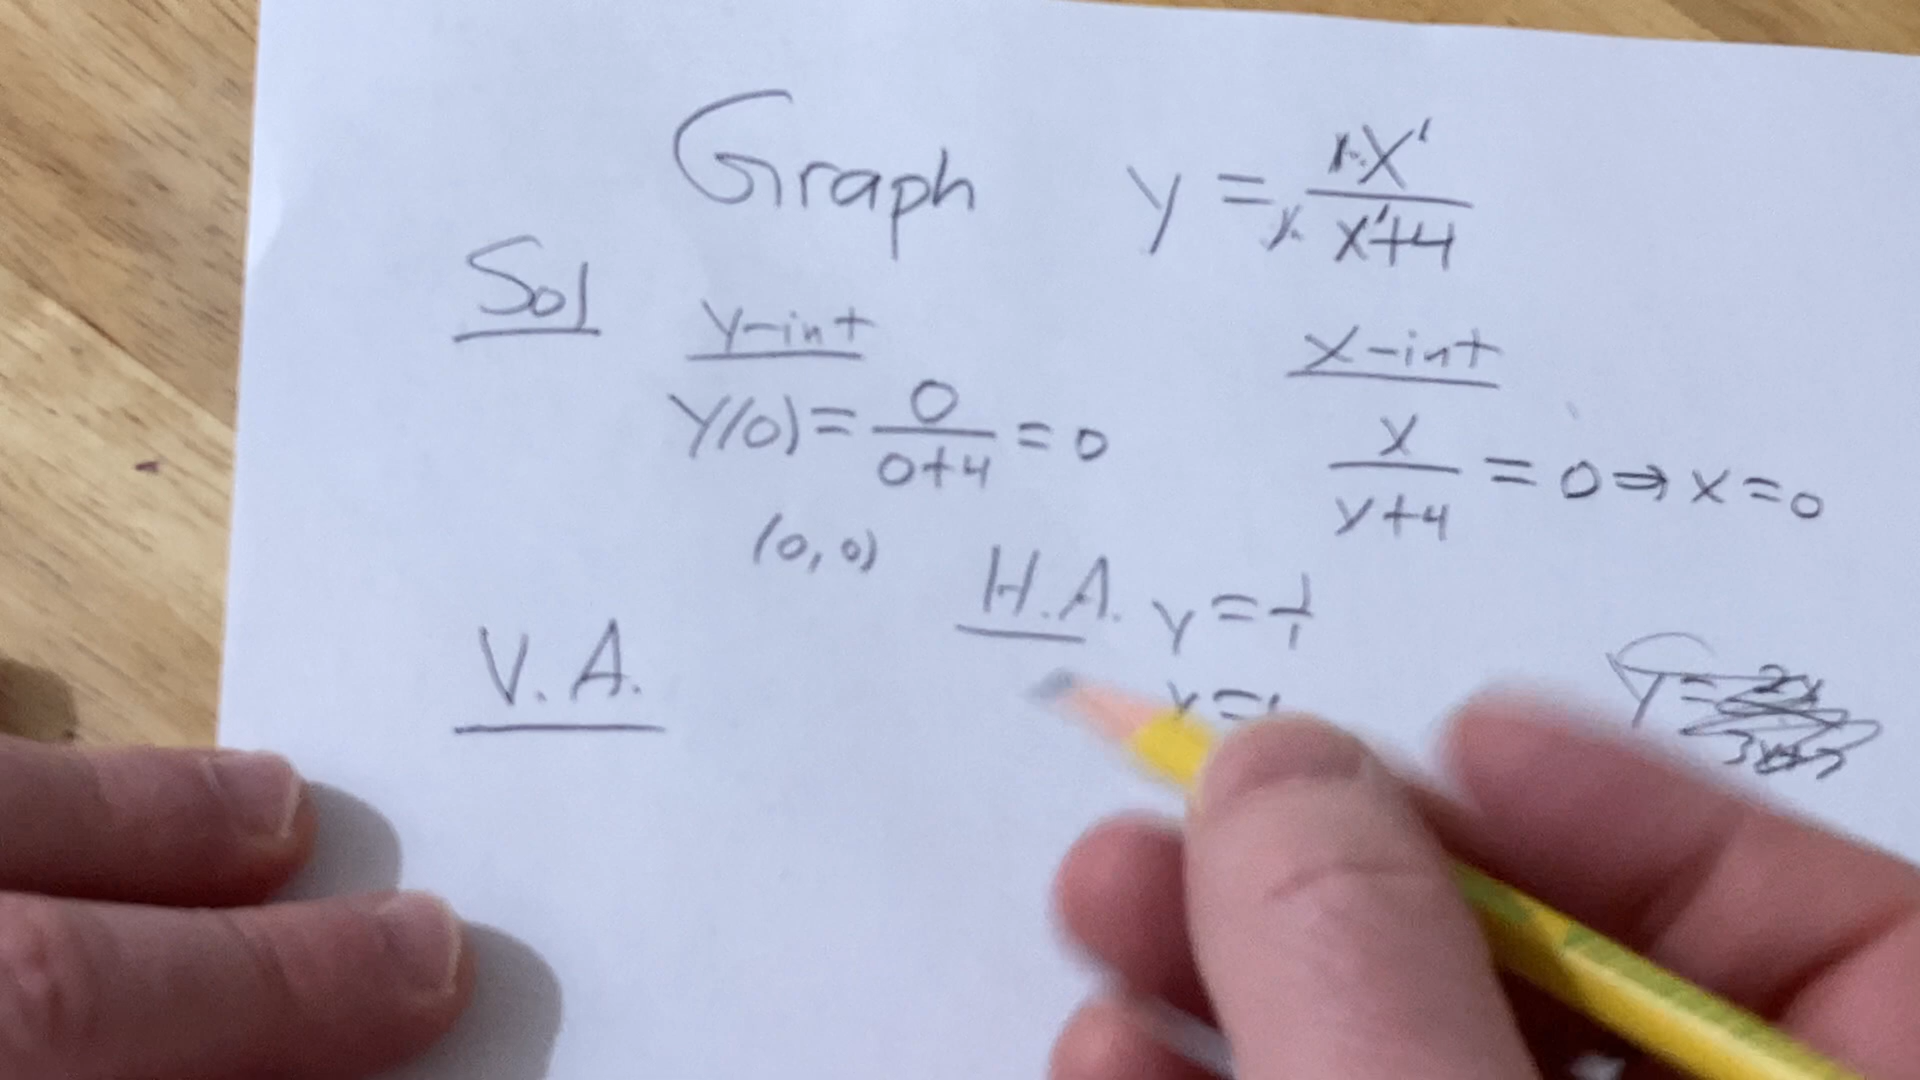 Graph y = 1·x¹ / 1·x¹+4
Sol
y-int
y(0) = 0 / 0+4 = 0
(0, 0)
x-int
x / x+4 = 0 ⇒ x = 0
H.A. y = 1/1
y = 1
V.A.
y =